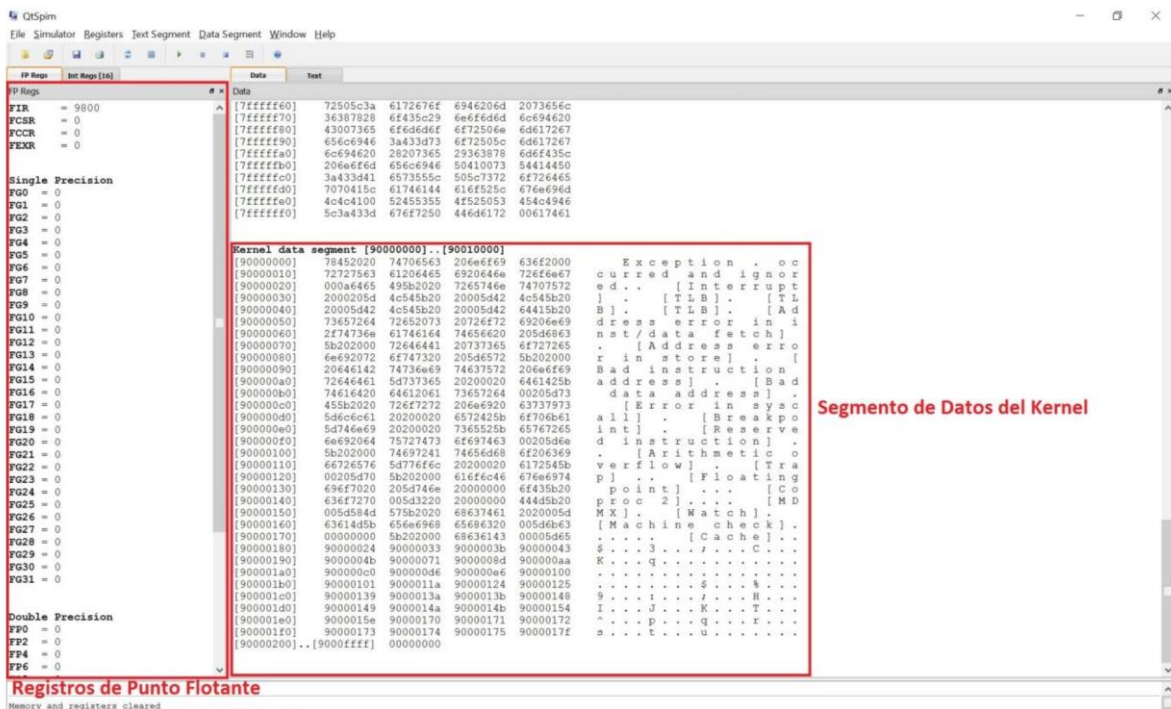 QtSpim
File Simulator Registers Text Segment Data Segment Window Help
FP Regs Int Regs [16]
Data Text
FP Regs
FIR = 9800
FCSR = 0
FCCR = 0
FEXR = 0
Single Precision
FG0 = 0
FG1 = 0
FG2 = 0
FG3 = 0
FG4 = 0
FG5 = 0
FG6 = 0
FG7 = 0
FG8 = 0
FG9 = 0
FG10 = 0
FG11 = 0
FG12 = 0
FG13 = 0
FG14 = 0
FG15 = 0
FG16 = 0
FG17 = 0
FG18 = 0
FG19 = 0
FG20 = 0
FG21 = 0
FG22 = 0
FG23 = 0
FG24 = 0
FG25 = 0
FG26 = 0
FG27 = 0
FG28 = 0
FG29 = 0
FG30 = 0
FG31 = 0
Double Precision
FP0 = 0
FP2 = 0
FP4 = 0
FP6 = 0
Registros de Punto Flotante
Data
[7fffff60] 72505c3a 6172676f 6946206d 2073656c
[7fffff70] 36387828 6f435c29 6e6f6d6d 6c694620
[7fffff80] 43007365 6f6d6d6f 6f72506e 6d617267
[7fffff90] 656c6946 3a433d73 6f72505c 6d617267
[7fffffa0] 6c694620 28207365 29363878 6d6f435c
[7fffffb0] 206e6f6d 656c6946 50410073 54414450
[7fffffc0] 3a433d41 6573555c 505c7372 6f726465
[7fffffd0] 7070415c 61746144 616f525c 676e696d
[7fffffe0] 4c4c4100 52455355 4f525053 454c4946
[7ffffff0] 5c3a433d 676f7250 446d6172 00617461
Kernel data segment [90000000]..[90010000]
[90000000] 78452020 74706563 206e6f69 636f2000 E x c e p t i o n . o c
[90000010] 72727563 61206465 6920646e 726f6e67 c u r r e d a n d i g n o r
[90000020] 000a6465 495b2020 7265746e 74707572 e d . . [ I n t e r r u p t
[90000030] 2000205d 4c545b20 20005d42 4c545b20 ] . [ T L B ] . [ T L
[90000040] 20005d42 4c545b20 20005d42 64415b20 B ] . [ T L B ] . [ A d
[90000050] 73657264 72652073 20726f72 69206e69 d r e s s e r r o r i n i
[90000060] 2f74736e 61746164 74656620 205d6863 n s t / d a t a f e t c h ]
[90000070] 5b202000 72646441 20737365 6f727265 . [ A d d r e s s e r r o
[90000080] 6e692072 6f747320 205d6572 5b202000 r i n s t o r e ] . [
[90000090] 20646142 74736e69 74637572 206e6f69 B a d i n s t r u c t i o n
[900000a0] 72646461 5d737365 20200020 6461425b a d d r e s s ] . [ B a d
[900000b0] 74616420 64612061 73657264 00205d73 d a t a a d d r e s s ] .
[900000c0] 455b2020 726f7272 206e6920 63737973 [ E r r o r i n s y s c
[900000d0] 5d6c6c61 20200020 6572425b 6f706b61 a l l ] . [ B r e a k p o
[900000e0] 5d746e69 20200020 7365525b 65767265 i n t ] . [ R e s e r v e
[900000f0] 6e692064 75727473 6f697463 00205d6e d i n s t r u c t i o n ] .
[90000100] 5b202000 74697241 74656d68 6f206369 . [ A r i t h m e t i c o
[90000110] 66726576 5d776f6c 20200020 6172545b v e r f l o w ] . [ T r a
[90000120] 00205d70 5b202000 616f6c46 676e6974 p ] . . [ F l o a t i n g
[90000130] 696f7020 205d746e 20000000 6f435b20 p o i n t ] . . . [ C o
[90000140] 636f7270 005d3220 20000000 444d5b20 p r o c 2 ] . . . . [ M D
[90000150] 005d584d 575b2020 68637461 2020005d M X ] . [ W a t c h ] .
[90000160] 63614d5b 656e6968 65686320 005d6b63 [ M a c h i n e c h e c k ] .
[90000170] 00000000 5b202000 68636143 00005d65 . . . . . [ C a c h e ] . .
[90000180] 90000024 90000033 9000003b 90000043 $ . . . 3 . . . ; . . . C . . .
[90000190] 9000004b 90000071 9000008d 900000aa K . . . q . . . . . . . . . . .
[900001a0] 900000c0 900000d6 900000e6 90000100 . . . . . . . . . . . . . . . .
[900001b0] 90000101 9000011a 90000124 90000125 . . . . . . . . $ . . . % . . .
[900001c0] 90000139 9000013a 9000013b 90000148 9 . . . : . . . ; . . . H . . .
[900001d0] 90000149 9000014a 9000014b 90000154 I . . . J . . . K . . . T . . .
[900001e0] 9000015e 90000170 90000171 90000172 ^ . . . p . . . q . . . r . . .
[900001f0] 90000173 90000174 90000175 9000017f s . . . t . . . u . . . . . . .
[90000200]..[9000ffff] 00000000
Segmento de Datos del Kernel
Memory and registers cleared